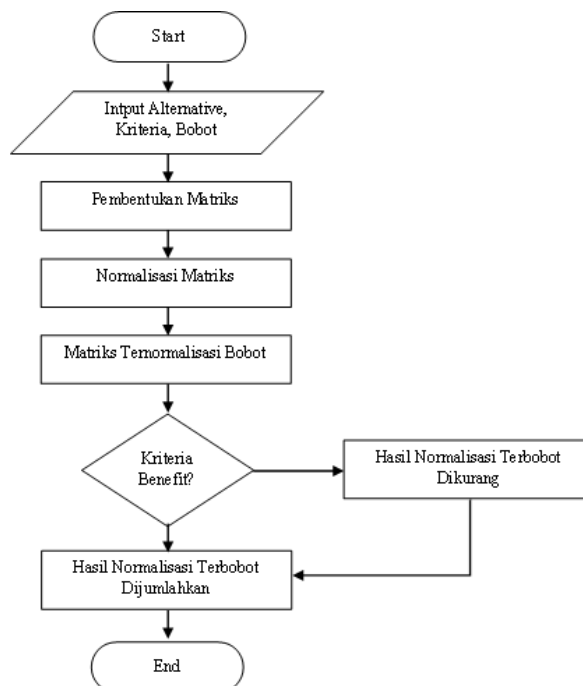 Start
Intput Alternative,
Kriteria, Bobot
Pembentukan Matriks
Normalisasi Matriks
Matriks Ternormalisasi Bobot
Kriteria
Benefit?
Hasil Normalisasi Terbobot
Dikurang
Hasil Normalisasi Terbobot
Dijumlahkan
End